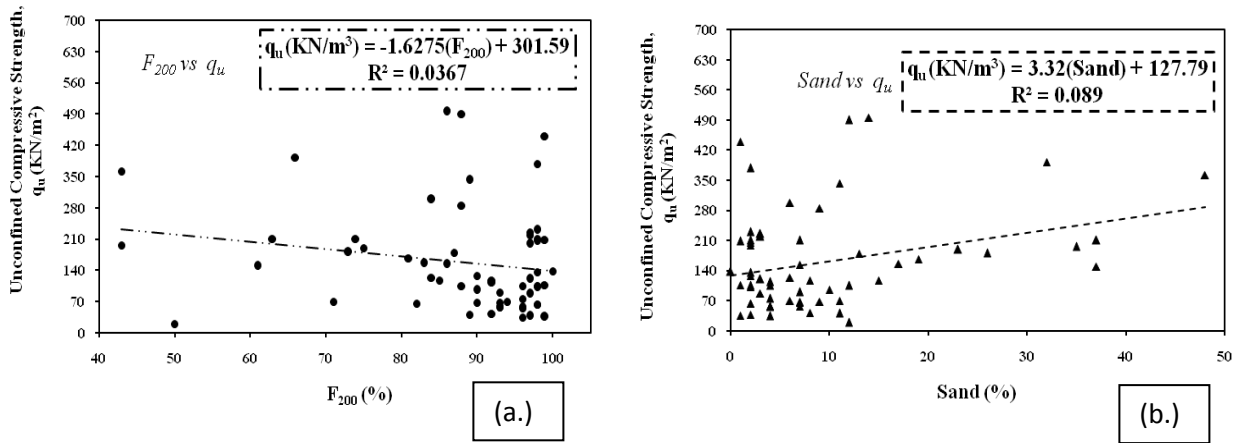 Unconfined Compressive Strength,
qu (KN/m2)
700
630
560
490
420
350
280
210
140
70
0
F200 vs qu
qu (KN/m3) = -1.6275(F200) + 301.59
R2 = 0.0367
40 50 60 70 80 90 100
F200 (%)
(a.)
Unconfined Compressive Strength,
qu (KN/m2)
700
630
560
490
420
350
280
210
140
70
0
Sand vs qu
qu (KN/m3) = 3.32(Sand) + 127.79
R2 = 0.089
0 10 20 30 40 50
Sand (%)
(b.)